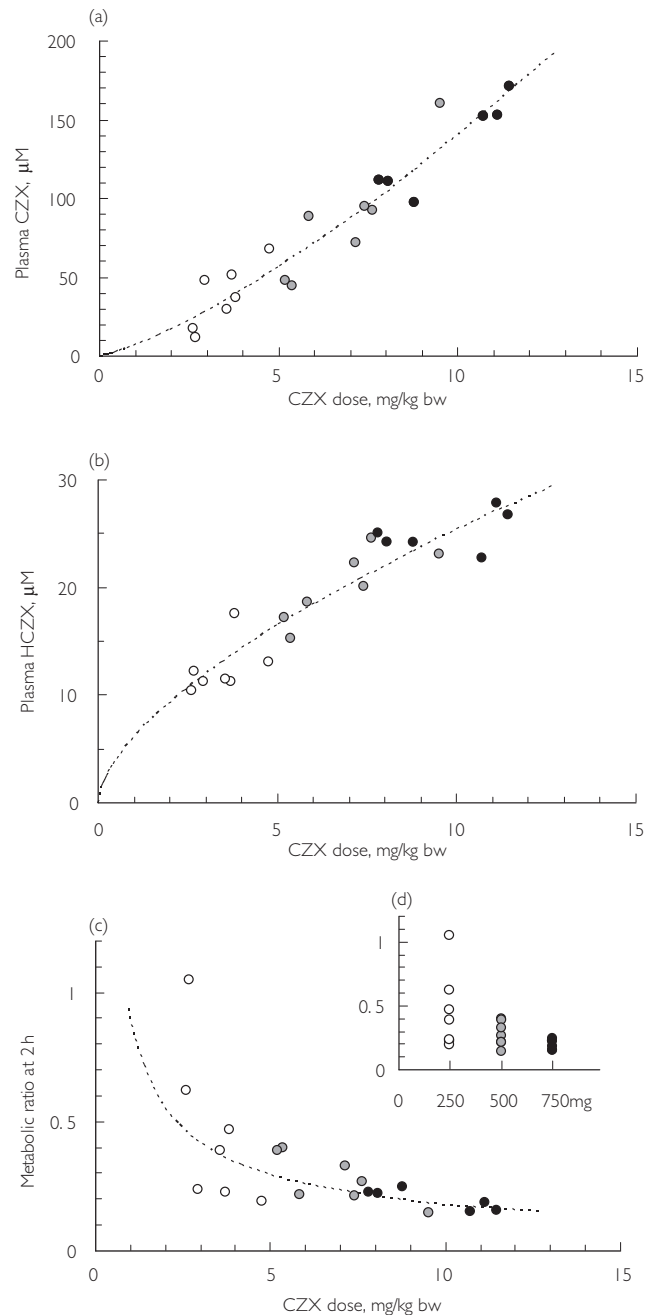 (a)
200
150
100
50
0
Plasma CZX, μM
0 5 10 15
CZX dose, mg/kg bw
(b)
30
20
10
0
Plasma HCZX, μM
0 5 10 15
CZX dose, mg/kg bw
(c)
1
0.5
0
Metabolic ratio at 2h
0 5 10 15
CZX dose, mg/kg bw
(d)
1
0.5
0
0 250 500 750mg